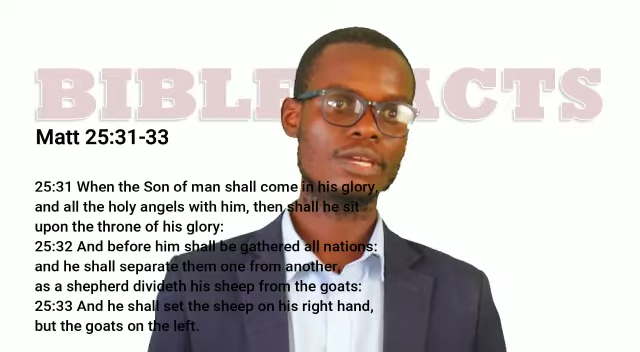 BIBLE FACTS
Matt 25:31-33
25:31 When the Son of man shall come in his glory,
and all the holy angels with him, then shall he sit
upon the throne of his glory:
25:32 And before him shall be gathered all nations:
and he shall separate them one from another,
as a shepherd divideth his sheep from the goats:
25:33 And he shall set the sheep on his right hand,
but the goats on the left.